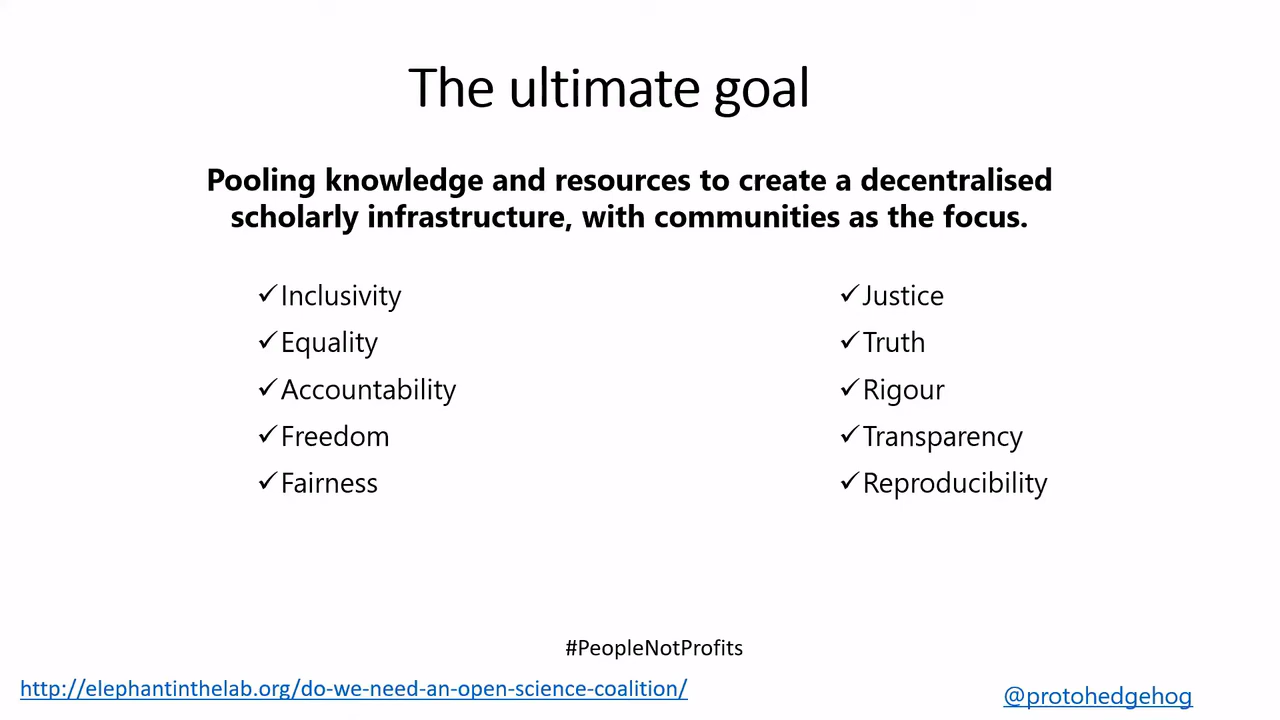 The ultimate goal
Pooling knowledge and resources to create a decentralised
scholarly infrastructure, with communities as the focus.
✓Inclusivity
✓Equality
✓Accountability
✓Freedom
✓Fairness
✓Justice
✓Truth
✓Rigour
✓Transparency
✓Reproducibility
#PeopleNotProfits
http://elephantinthelab.org/do-we-need-an-open-science-coalition/
@protohedgehog